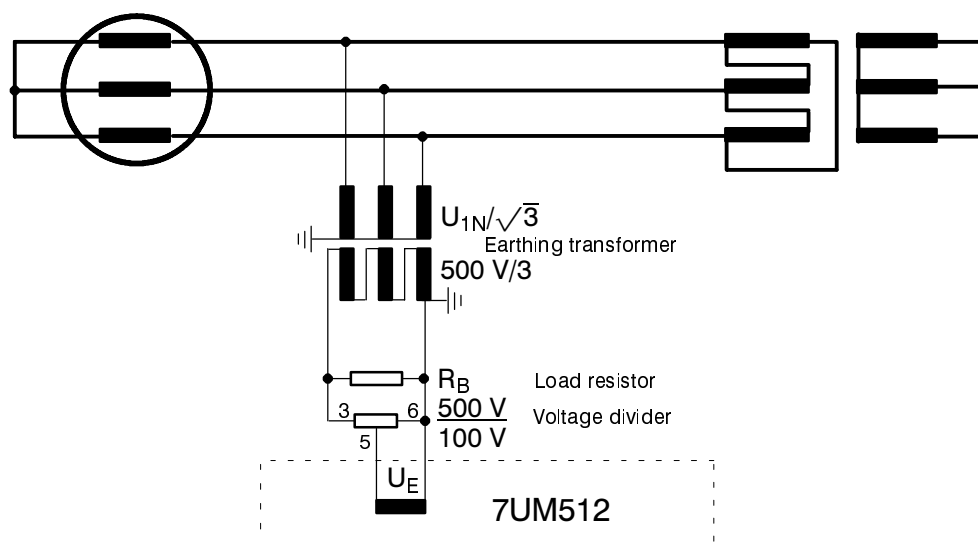 U1N/√3
Earthing transformer
500 V/3
RB
Load resistor
3
6
500 V
Voltage divider
100 V
5
UE
7UM512